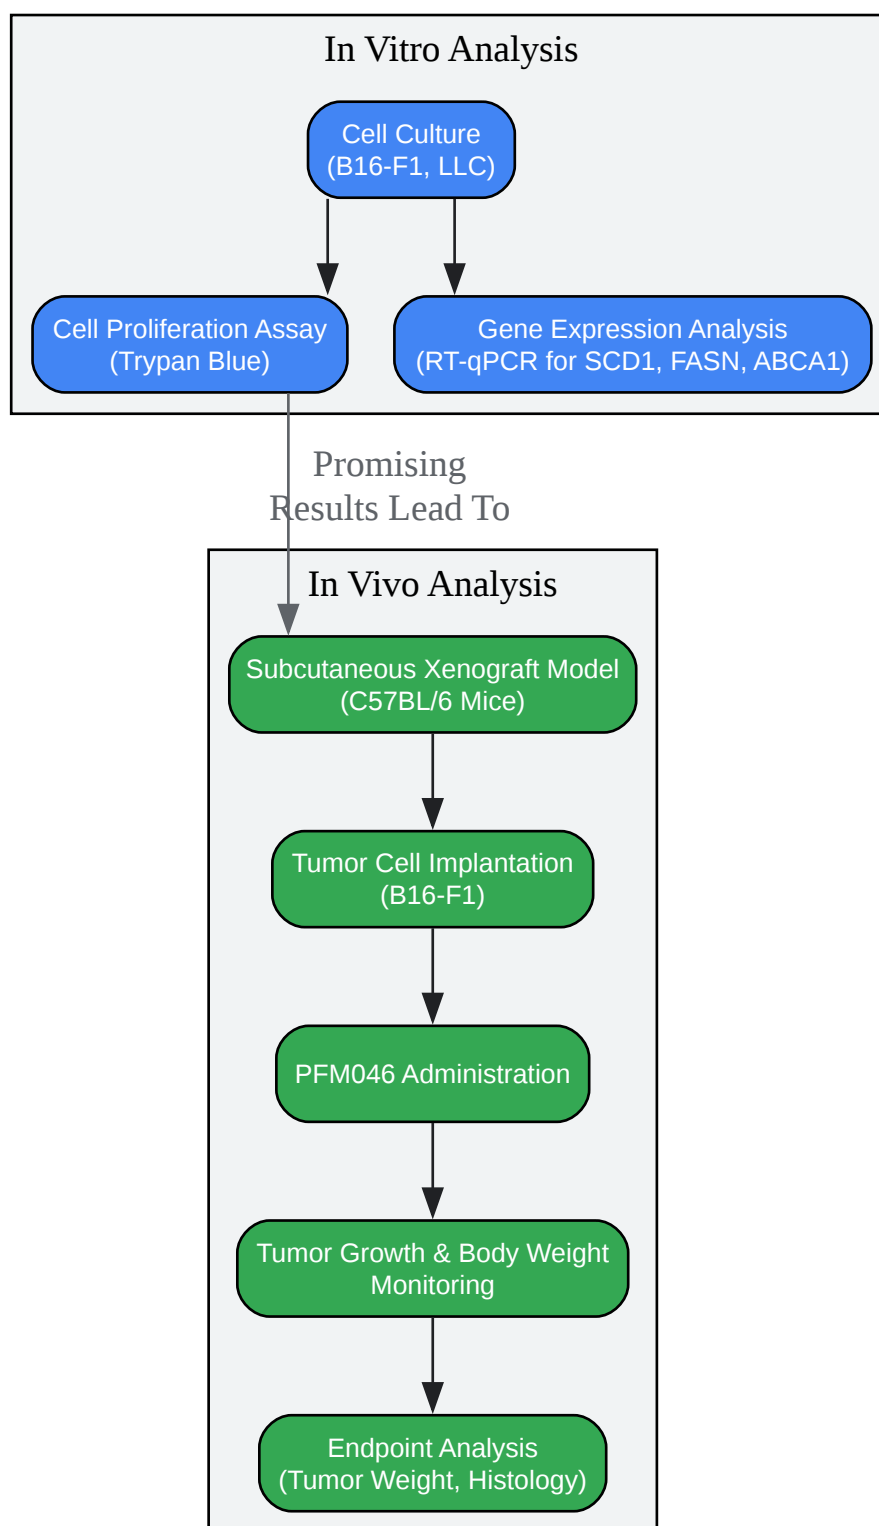 In Vitro Analysis
Cell Culture
(B16-F1, LLC)
Cell Proliferation Assay
(Trypan Blue)
Gene Expression Analysis
(RT-qPCR for SCD1, FASN, ABCA1)
Promising
Results Lead To
In Vivo Analysis
Subcutaneous Xenograft Model
(C57BL/6 Mice)
Tumor Cell Implantation
(B16-F1)
PFM046 Administration
Tumor Growth & Body Weight
Monitoring
Endpoint Analysis
(Tumor Weight, Histology)